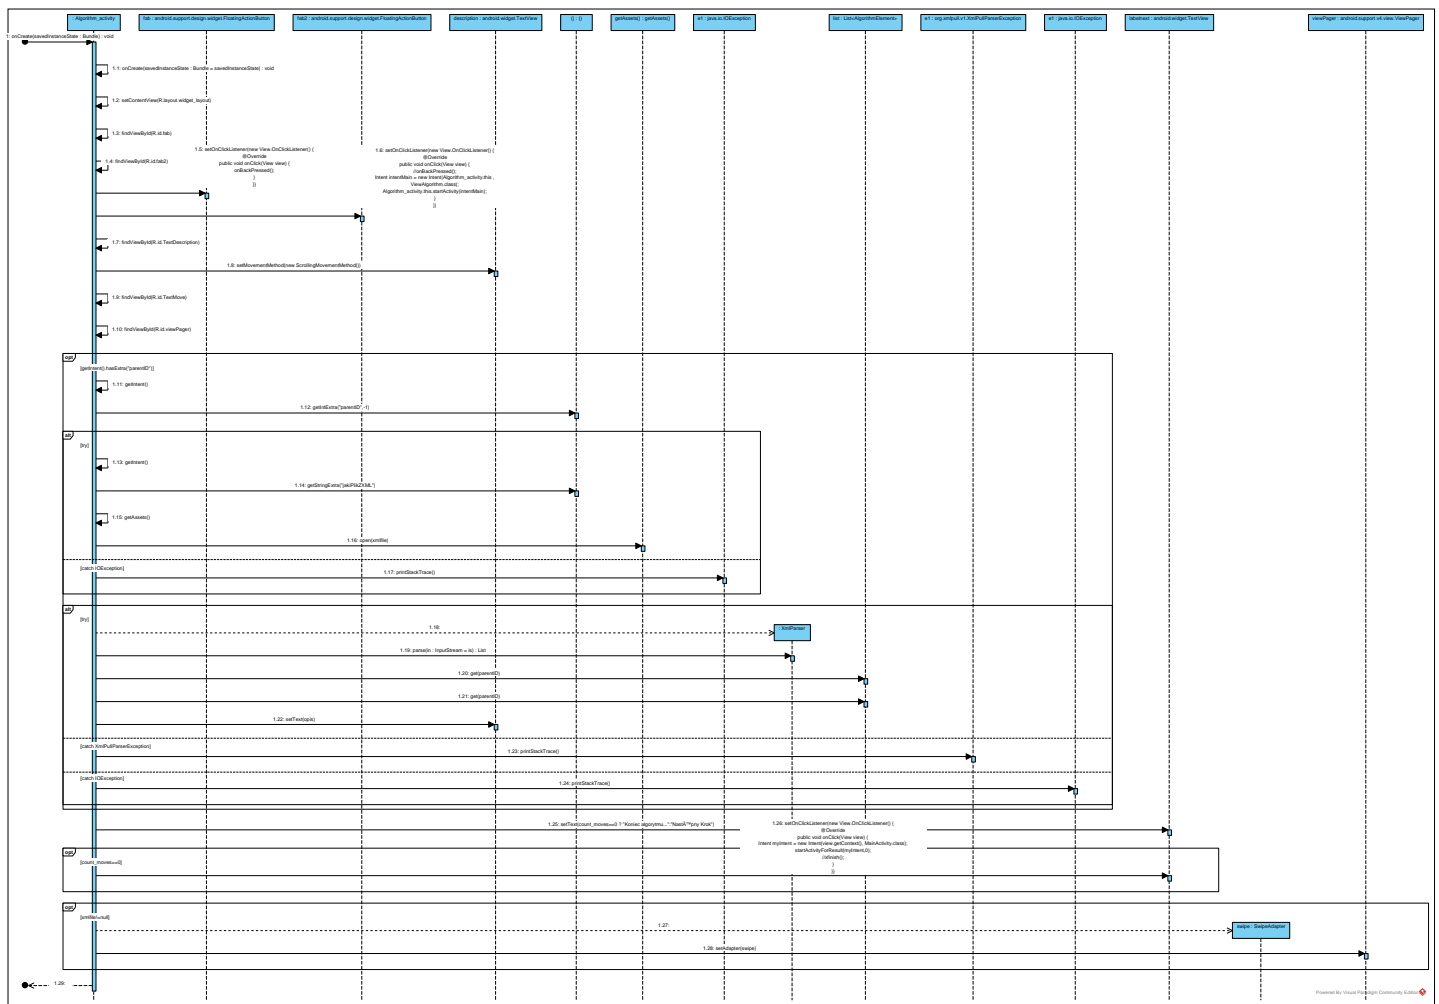 : Algorithm_activity
fab : android.support.design.widget.FloatingActionButton
fab2 : android.support.design.widget.FloatingActionButton
description : android.widget.TextView
() : ()
getAssets() : getAssets()
e1 : java.io.IOException
list : List<AlgorithmElement>
e1 : org.xmlpull.v1.XmlPullParserException
e1 : java.io.IOException
labelnext : android.widget.TextView
viewPager : android.support.v4.view.ViewPager
1: onCreate(savedInstanceState : Bundle) : void
1.1: onCreate(savedInstanceState : Bundle = savedInstanceState) : void
1.2: setContentView(R.layout.widget_layout)
1.3: findViewById(R.id.fab)
1.4: findViewById(R.id.fab2)
1.5: setOnClickListener(new View.OnClickListener() {
@Override
public void onClick(View view) {
onBackPressed();
}
})
1.6: setOnClickListener(new View.OnClickListener() {
@Override
public void onClick(View view) {
//onBackPressed();
Intent intentMain = new Intent(Algorithm_activity.this ,
ViewAlgorithm.class);
Algorithm_activity.this.startActivity(intentMain);
}
})
1.7: findViewById(R.id.TextDescription)
1.8: setMovementMethod(new ScrollingMovementMethod())
1.9: findViewById(R.id.TextMove)
1.10: findViewById(R.id.viewPager)
opt
[getIntent().hasExtra("parentID")]
1.11: getIntent()
1.12: getIntExtra("parentID",-1)
alt
[try]
1.13: getIntent()
1.14: getStringExtra("jakiPlikZXML")
1.15: getAssets()
1.16: open(xmlfile)
[catch IOException]
1.17: printStackTrace()
alt
[try]
1.18:
: XmlParser
1.19: parse(in : InputStream = is) : List
1.20: get(parentID)
1.21: get(parentID)
1.22: setText(opis)
[catch XmlPullParserException]
1.23: printStackTrace()
[catch IOException]
1.24: printStackTrace()
1.25: setText(count_moves==0 ? "Koniec algorytmu...":"NastÄ™pny Krok")
1.26: setOnClickListener(new View.OnClickListener() {
@Override
public void onClick(View view) {
Intent myIntent = new Intent(view.getContext(), MainActivity.class);
startActivityForResult(myIntent,0);
//isfinish();
}
})
opt
[count_moves==0]
opt
[xmlfile!=null]
1.27:
swipe : SwipeAdapter
1.28: setAdapter(swipe)
1.29:
Powered By Visual Paradigm Community Edition